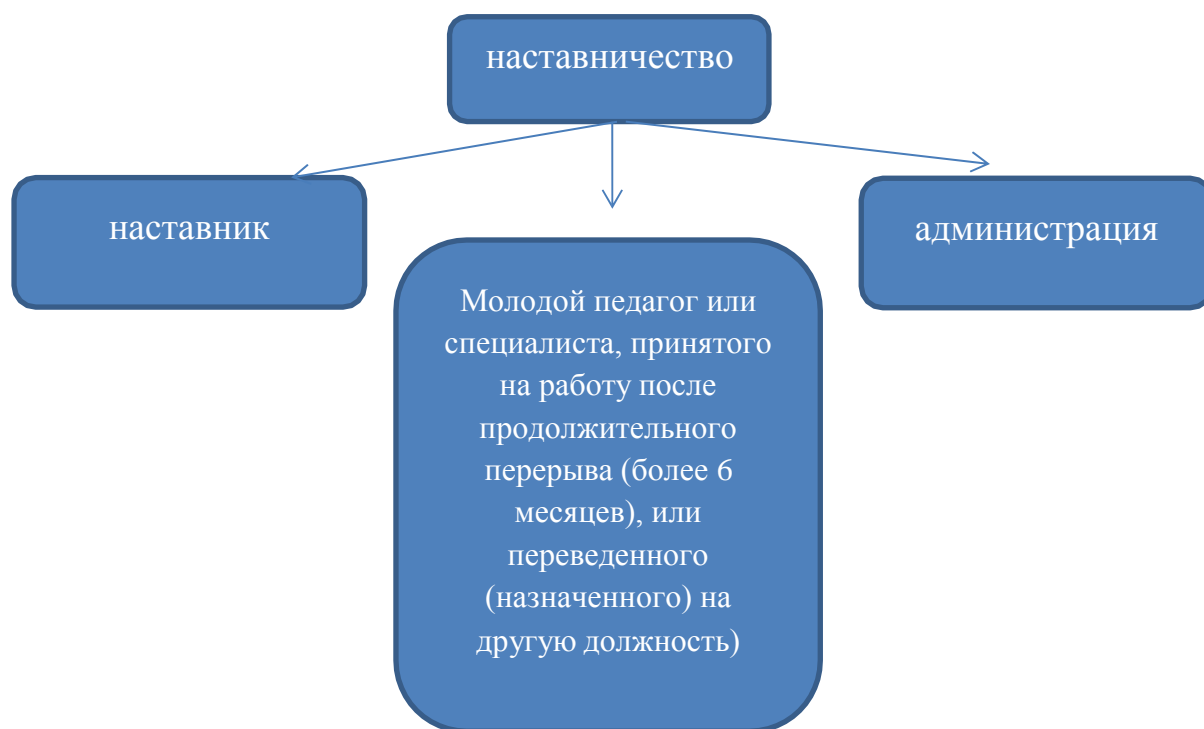 наставничество
наставник
администрация
Молодой педагог или
специалиста, принятого
на работу после
продолжительного
перерыва (более 6
месяцев), или
переведенного
(назначенного) на
другую должность)